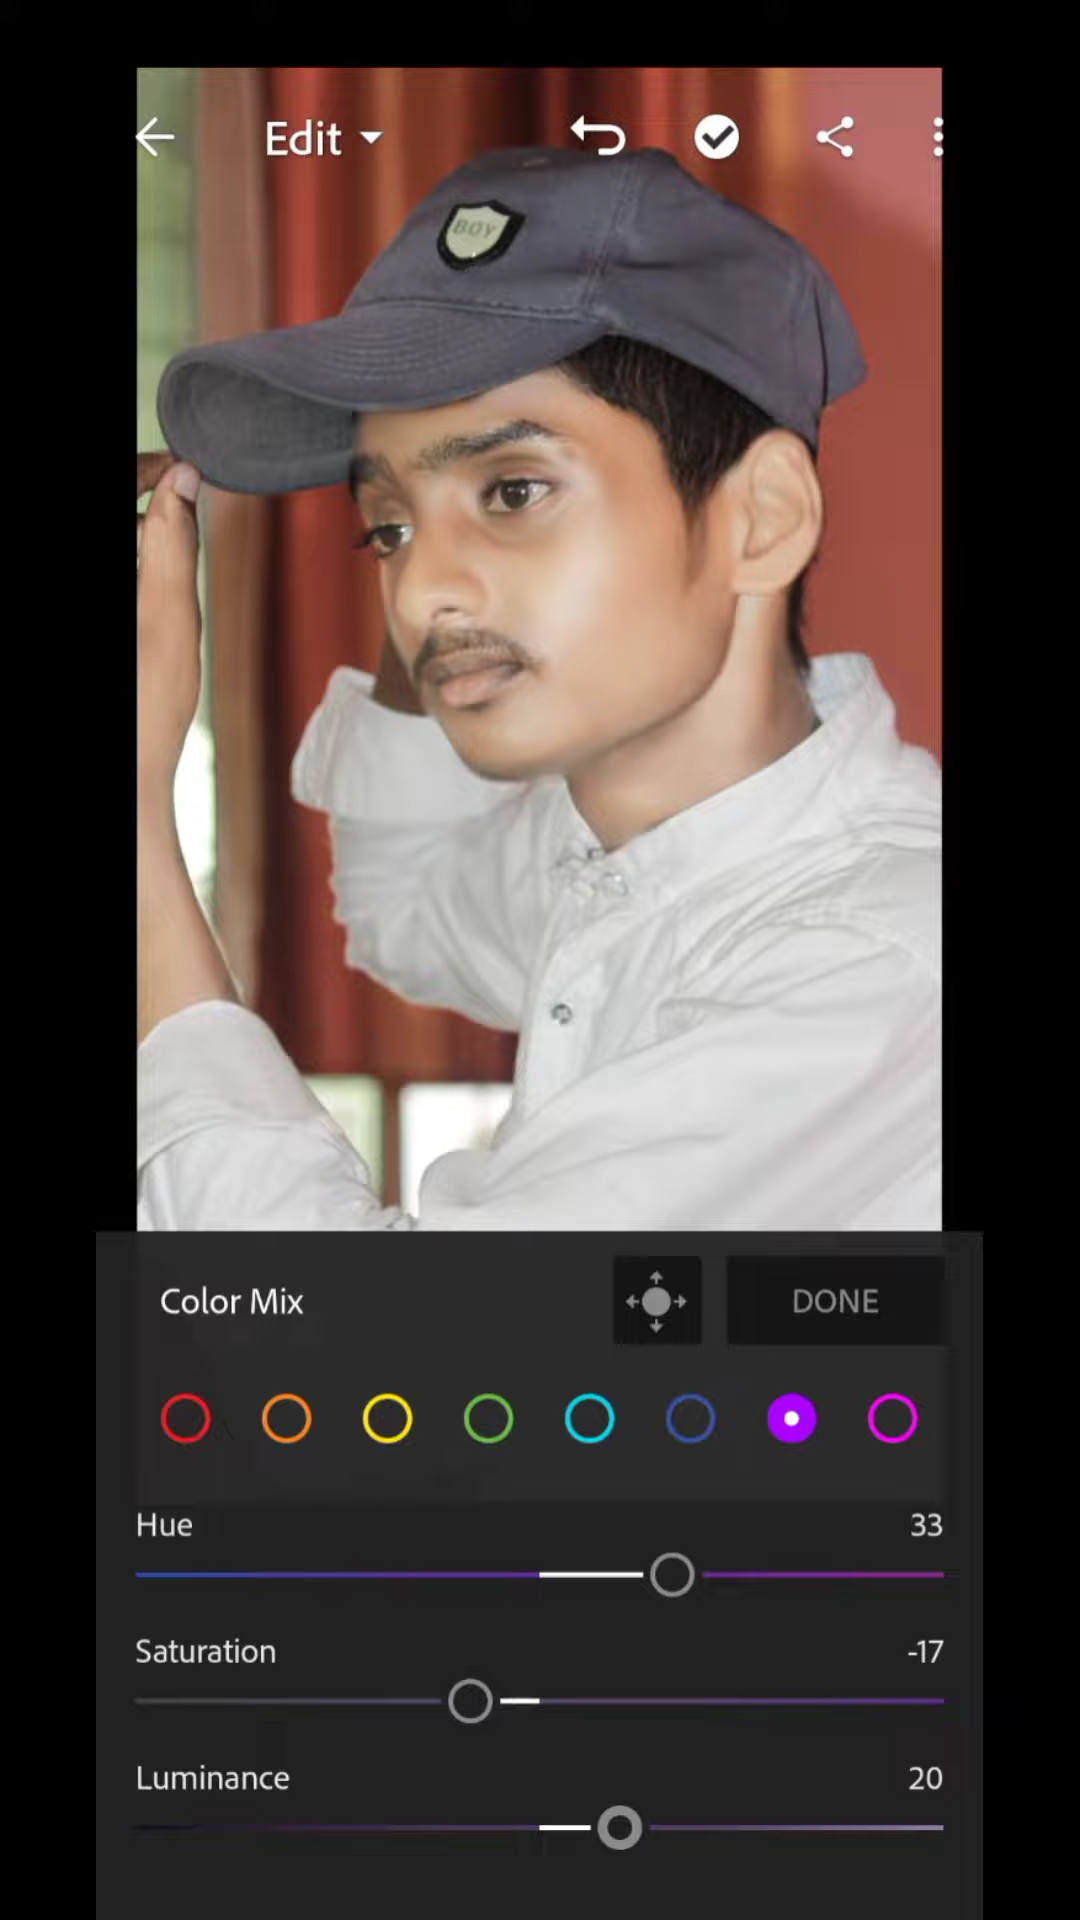 Edit
BOY
Color Mix
DONE
Hue 33
Saturation -17
Luminance 20